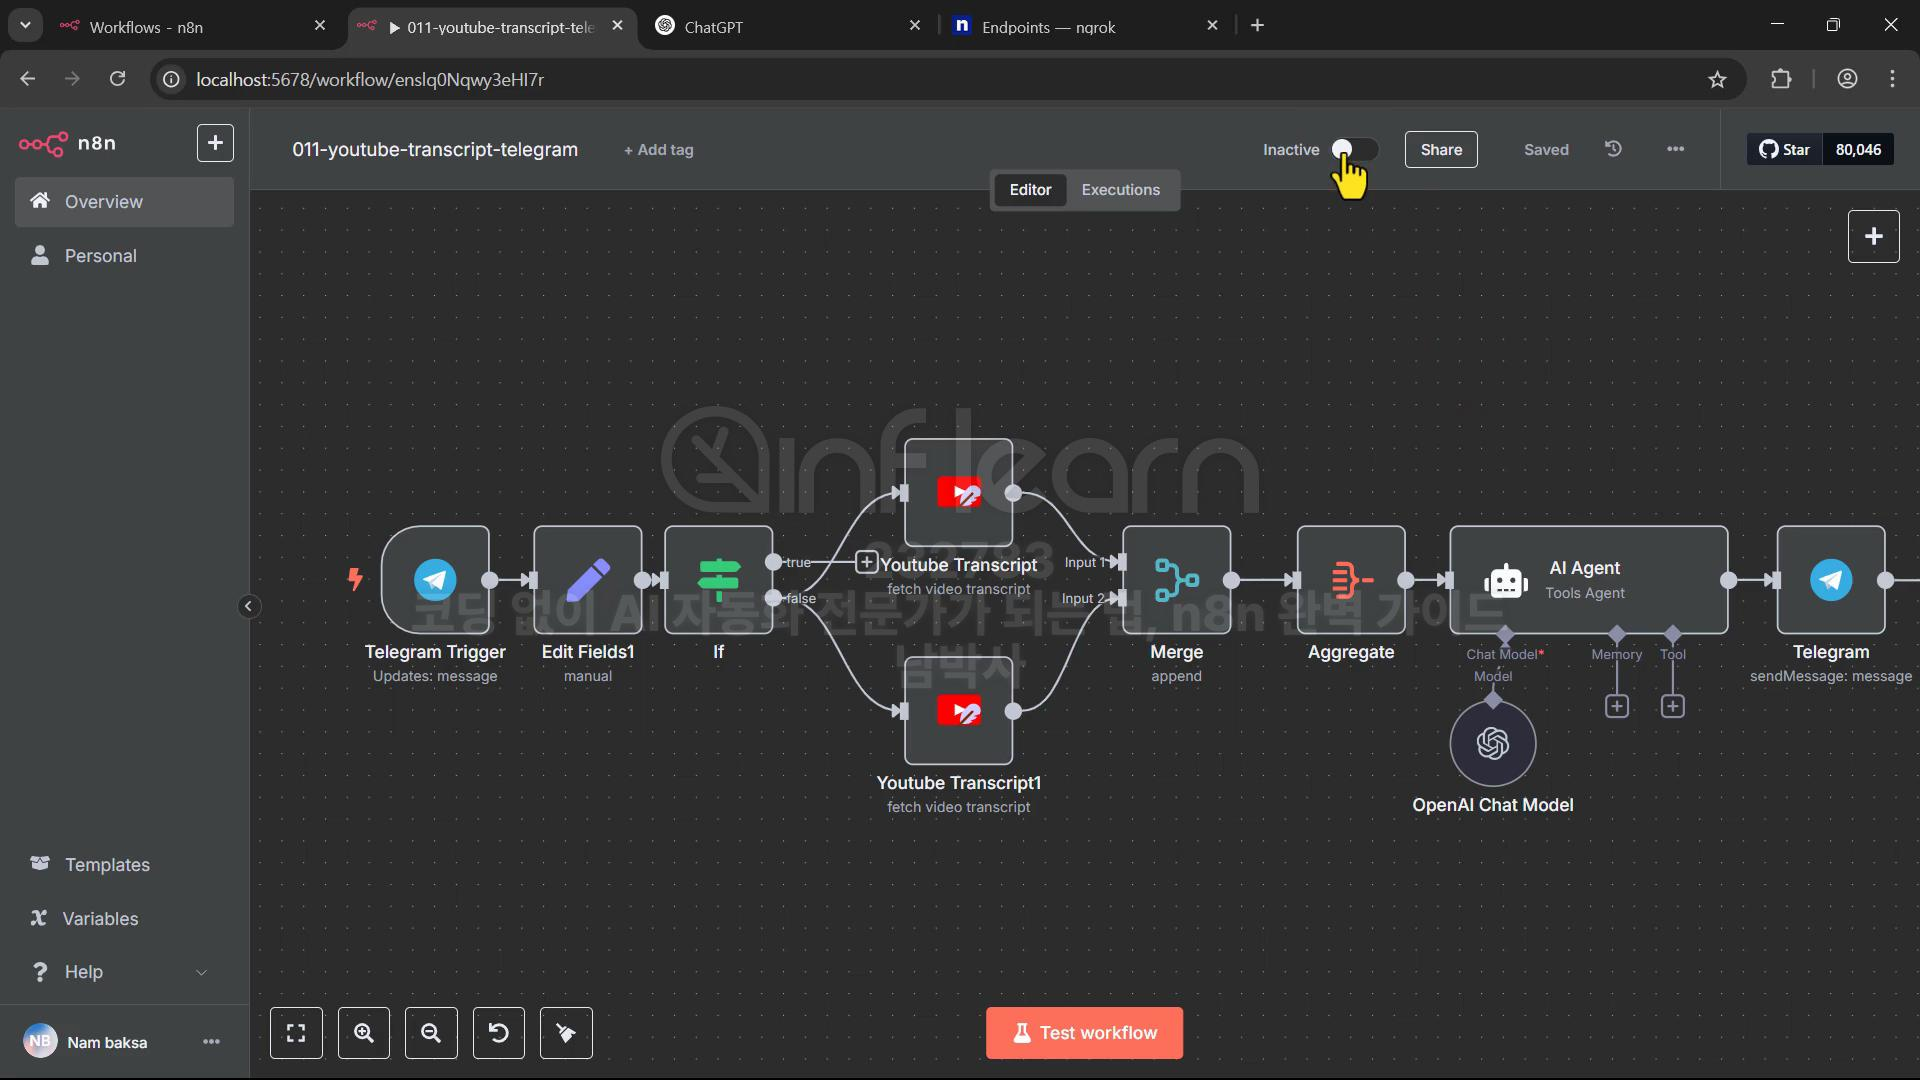 Workflows - n8n
011-youtube-transcript-tele
ChatGPT
Endpoints — ngrok
localhost:5678/workflow/enslq0Nqwy3eHI7r
n8n
011-youtube-transcript-telegram
+ Add tag
Inactive
Share
Saved
Star
80,046
Editor
Executions
Overview
Personal
inflearn
232783
코딩 없이 AI 자동화 전문가가 되는 법, n8n 완벽 가이드
남박사
true
false
Youtube Transcript
fetch video transcript
Input 1
Input 2
Telegram Trigger
Updates: message
Edit Fields1
manual
If
Youtube Transcript1
fetch video transcript
Merge
append
Aggregate
AI Agent
Tools Agent
Chat Model*
Model
Memory
Tool
OpenAI Chat Model
Telegram
sendMessage: message
Templates
Variables
Help
NB
Nam baksa
Test workflow